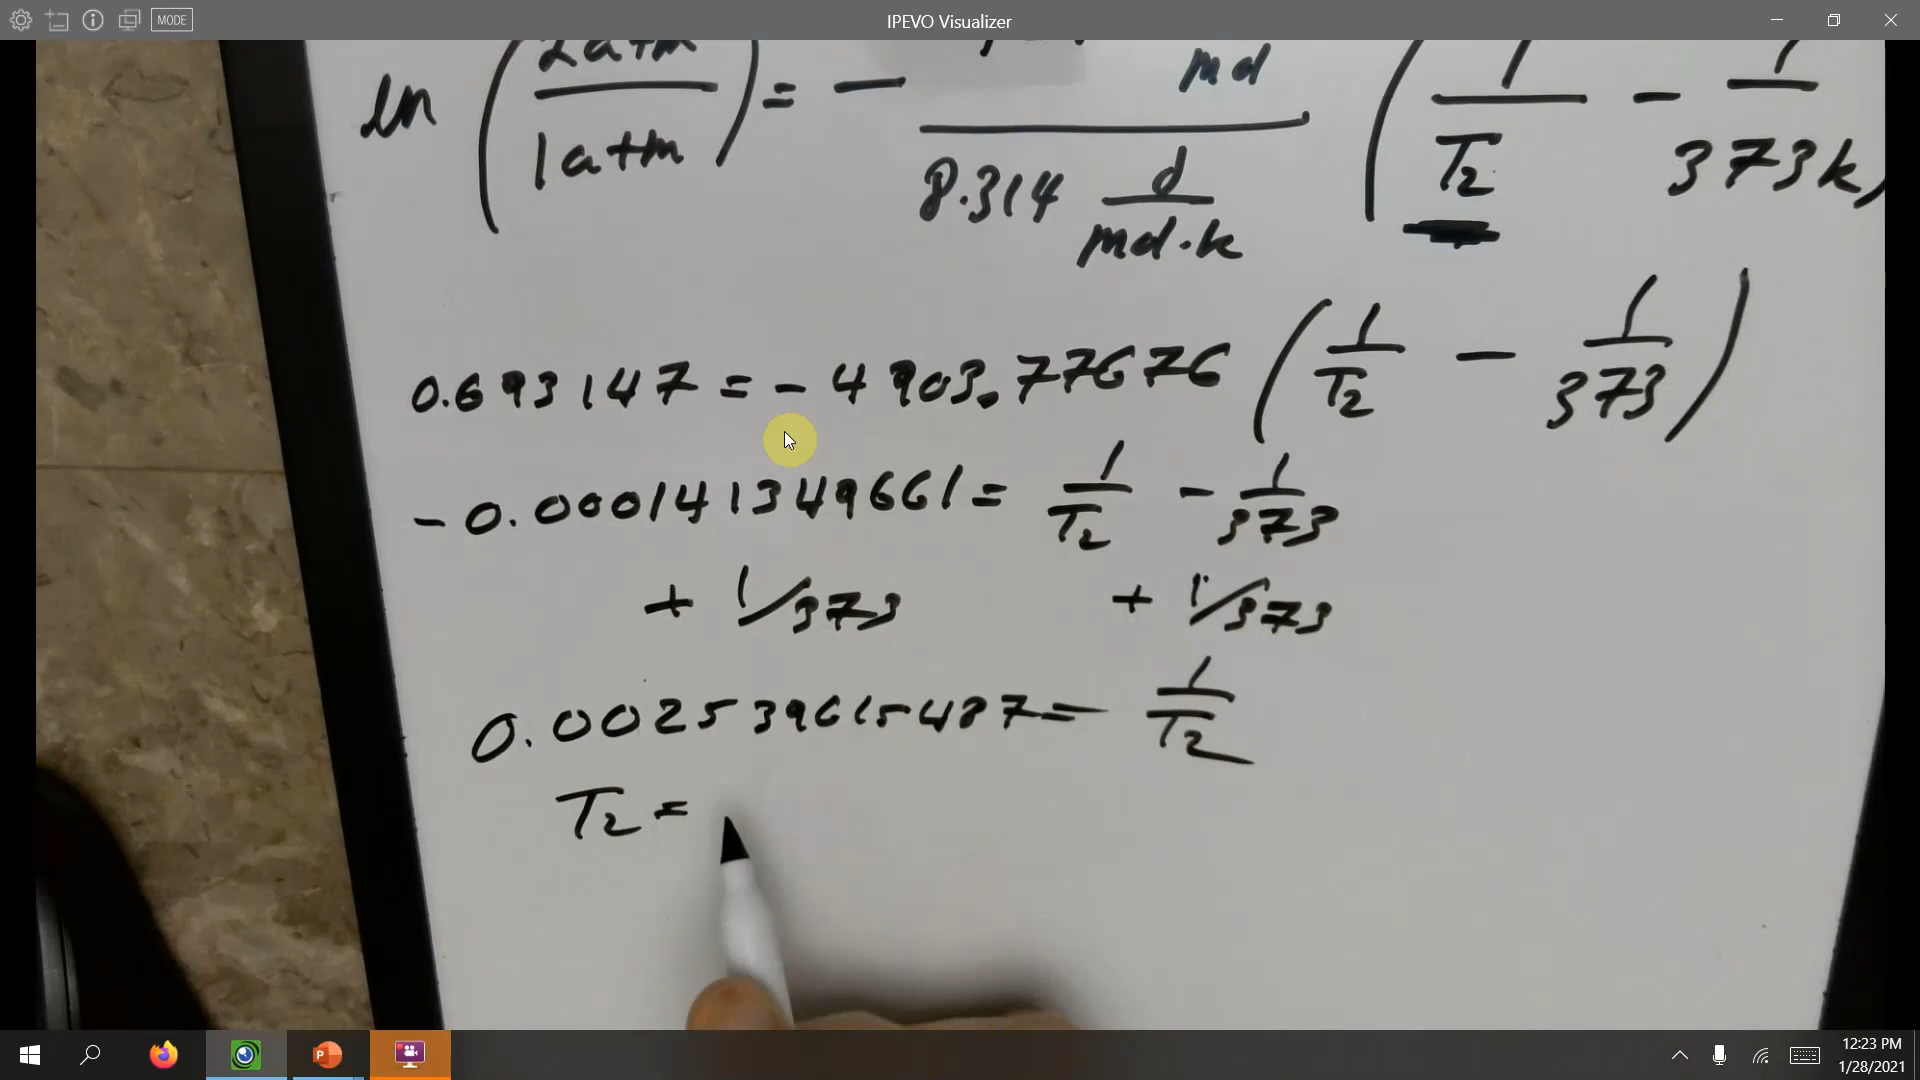 MODE IPEVO Visualizer
ln ( 2atm / 1atm ) = - / mol / 8.314 J / mol·K ( 1 / T2 - 1 / 373K )
0.693147 = - 4903.77676 ( 1 / T2 - 1 / 373 )
-0.000141349661 = 1 / T2 - 1 / 373
+ 1/373 + 1/373
0.002539615487 = 1 / T2
T2 =
12:23 PM
1/28/2021